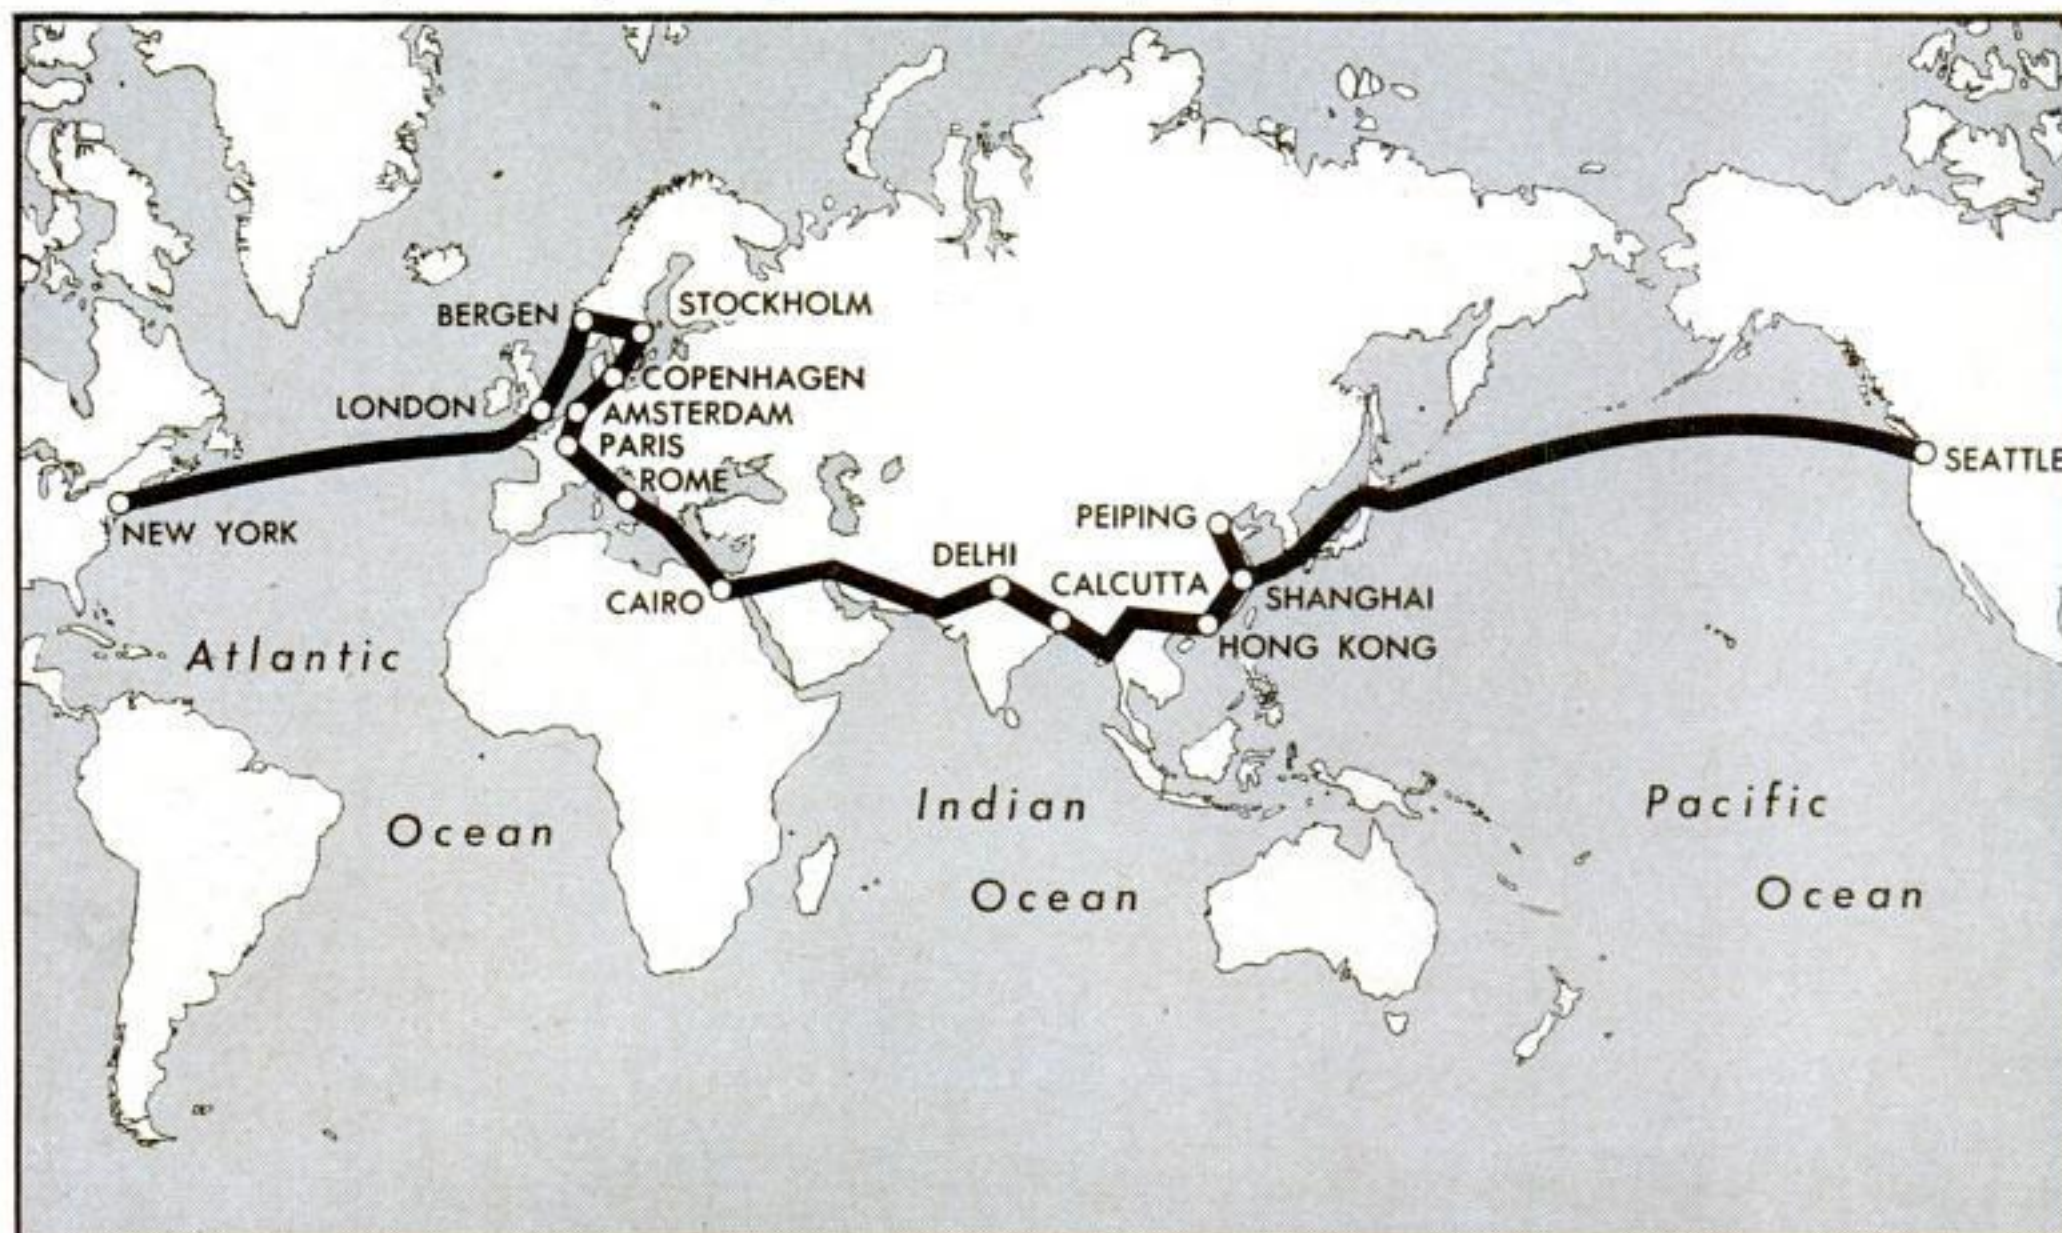 BERGEN
STOCKHOLM
COPENHAGEN
LONDON
AMSTERDAM
PARIS
ROME
SEATTLE
NEW YORK
PEIPING
DELHI
CALCUTTA
CAIRO
SHANGHAI
HONG KONG
Atlantic
Ocean
Indian
Ocean
Pacific
Ocean